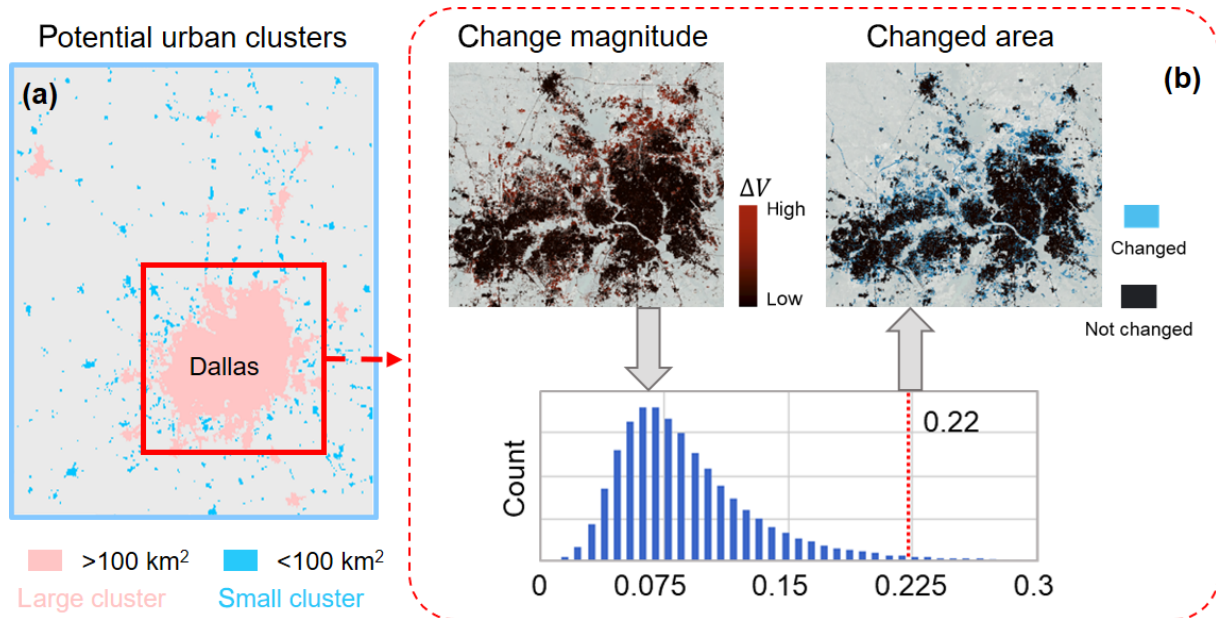 Potential urban clusters
(a)
Dallas
>100 km²
<100 km²
Large cluster
Small cluster
Change magnitude
Changed area
(b)
ΔV
High
Low
Changed
Not changed
0.22
Count
0
0.075
0.15
0.225
0.3